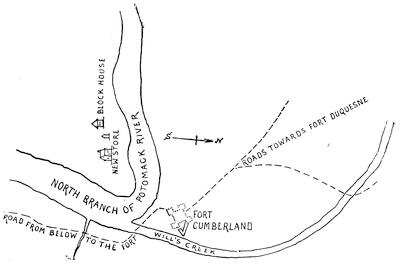 BLOCK HOUSE
NEW STORE
NORTH BRANCH OF POTOMACK RIVER
S N
ROADS TOWARDS FORT DUQUESNE
FORT
CUMBERLAND
WILL'S CREEK
ROAD FROM BELOW TO THE FORT